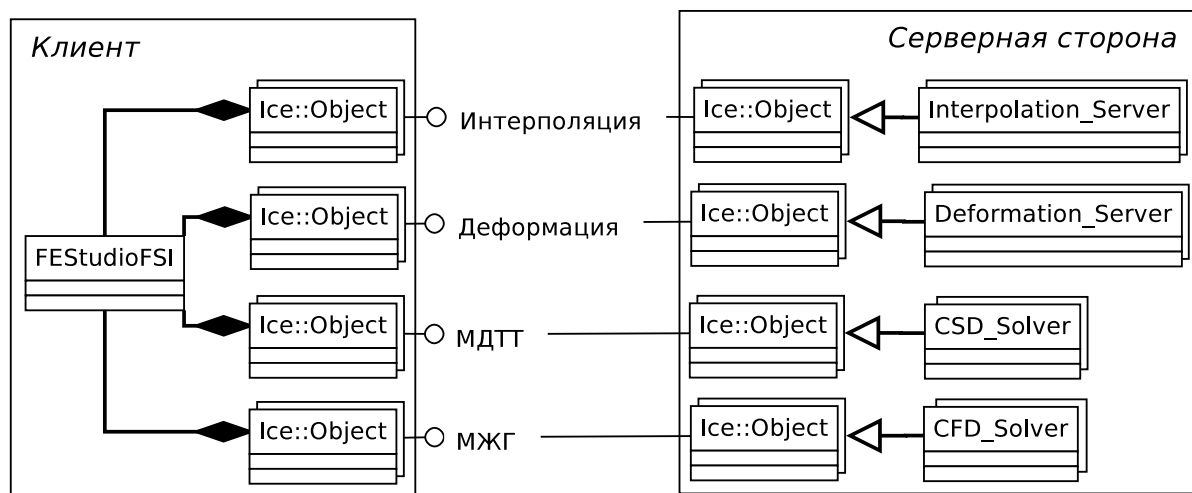 Клиент
Серверная сторона
Ice::Object
Интерполяция
Ice::Object
Interpolation_Server
Ice::Object
Деформация
Ice::Object
Deformation_Server
FEStudioFSI
Ice::Object
МДТТ
Ice::Object
CSD_Solver
Ice::Object
МЖГ
Ice::Object
CFD_Solver